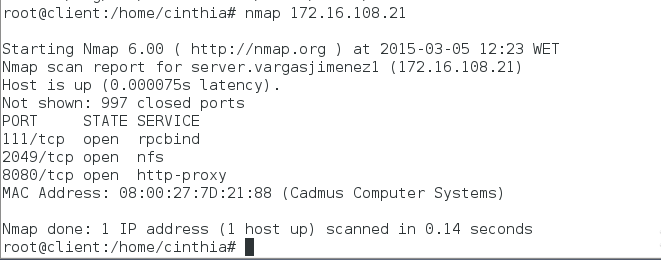 root@client:/home/cinthia# nmap 172.16.108.21
Starting Nmap 6.00 ( http://nmap.org ) at 2015-03-05 12:23 WET
Nmap scan report for server.vargasjimenez1 (172.16.108.21)
Host is up (0.000075s latency).
Not shown: 997 closed ports
PORT     STATE SERVICE
111/tcp  open  rpcbind
2049/tcp open  nfs
8080/tcp open  http-proxy
MAC Address: 08:00:27:7D:21:88 (Cadmus Computer Systems)
Nmap done: 1 IP address (1 host up) scanned in 0.14 seconds
root@client:/home/cinthia#